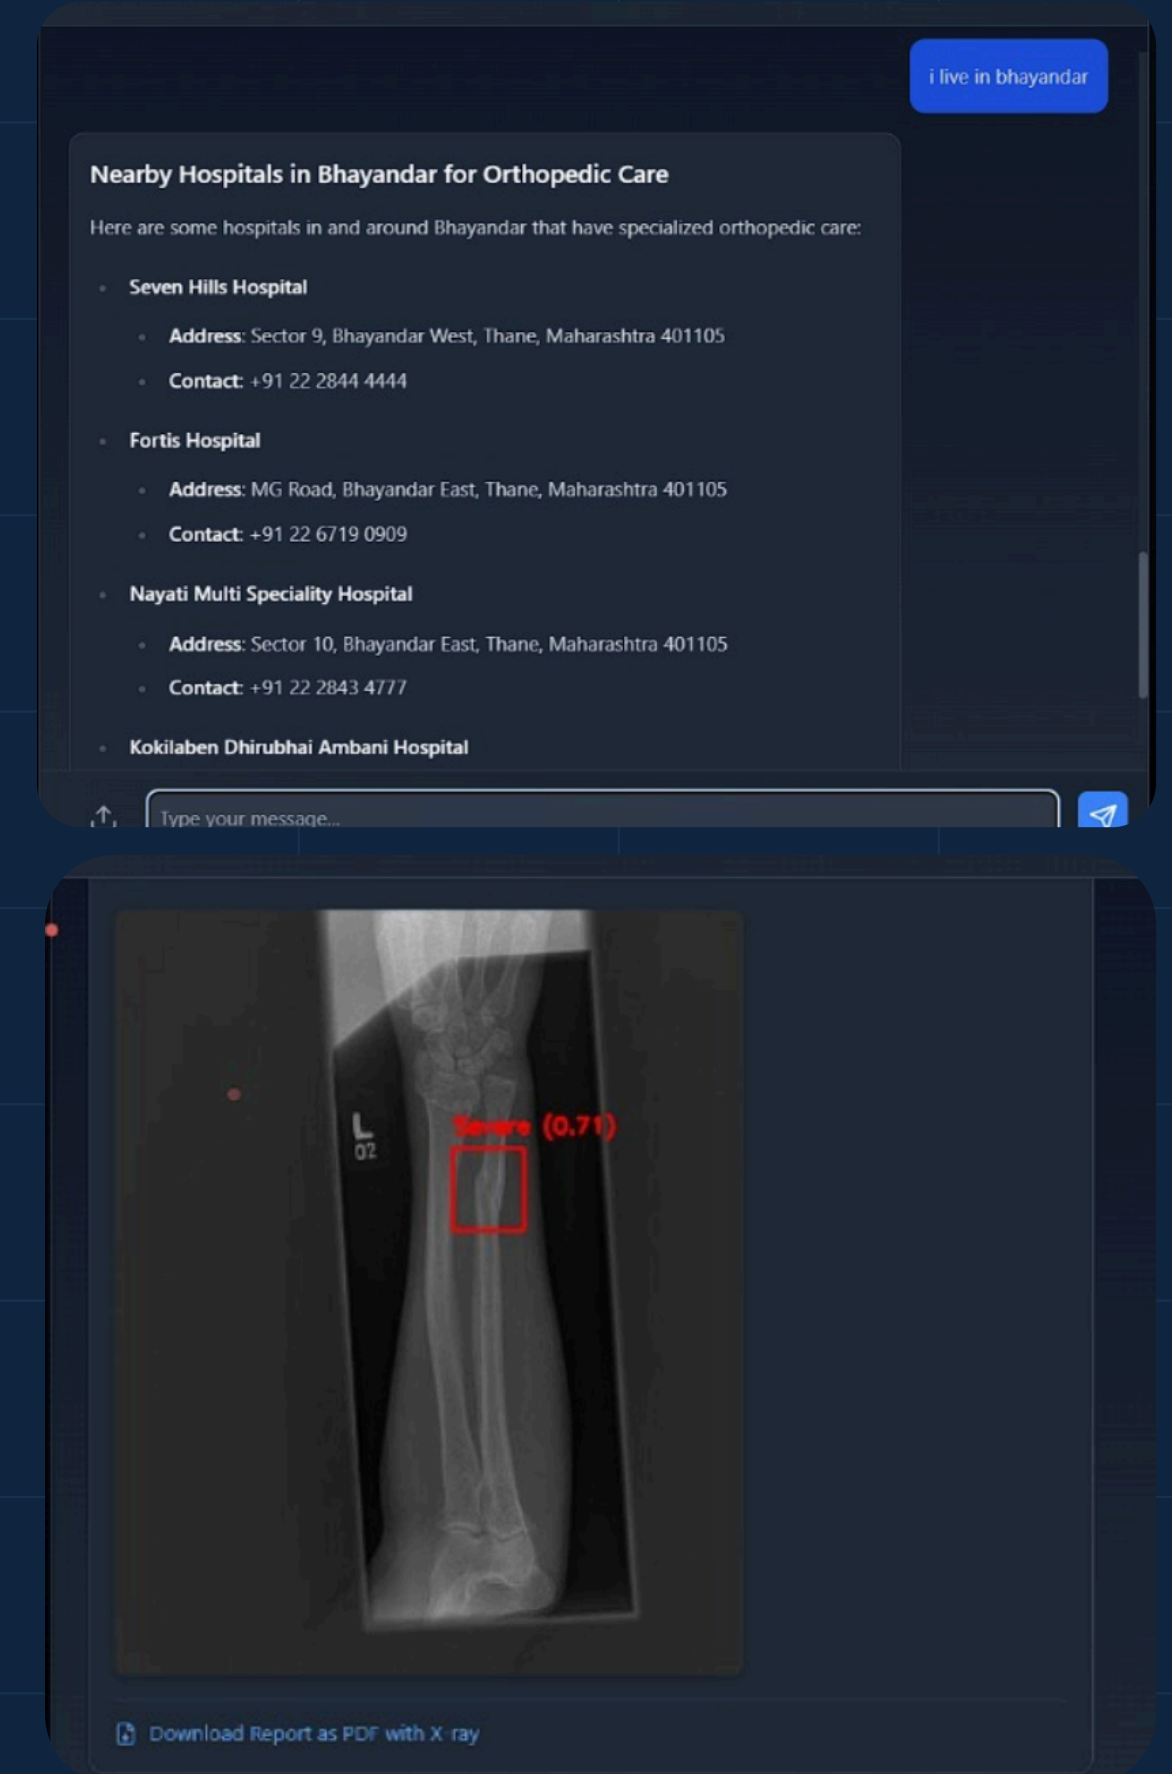 i live in bhayandar
Nearby Hospitals in Bhayandar for Orthopedic Care
Here are some hospitals in and around Bhayandar that have specialized orthopedic care:
Seven Hills Hospital
Address: Sector 9, Bhayandar West, Thane, Maharashtra 401105
Contact: +91 22 2844 4444
Fortis Hospital
Address: MG Road, Bhayandar East, Thane, Maharashtra 401105
Contact: +91 22 6719 0909
Nayati Multi Speciality Hospital
Address: Sector 10, Bhayandar East, Thane, Maharashtra 401105
Contact: +91 22 2843 4777
Kokilaben Dhirubhai Ambani Hospital
Type your message...
Severe (0.71)
L
02
Download Report as PDF with X-ray